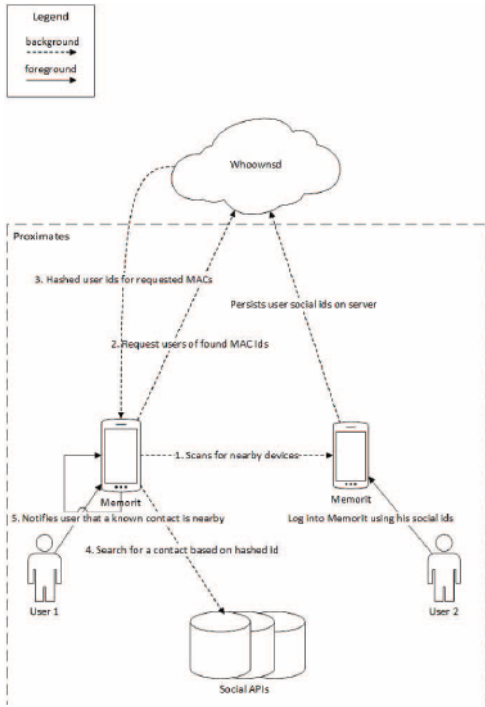 Legend
background
foreground
Whoownsd
Proximates
3. Hashed user ids for requested MACs
Persists user social ids on server
2. Request users of found MAC Ids
1. Scans for nearby devices
Memorit
Memorit
5. Notifies user that a known contact is nearby
Log into Memorit using his social ids
4. Search for a contact based on hashed id
User 1
User 2
Social APIs